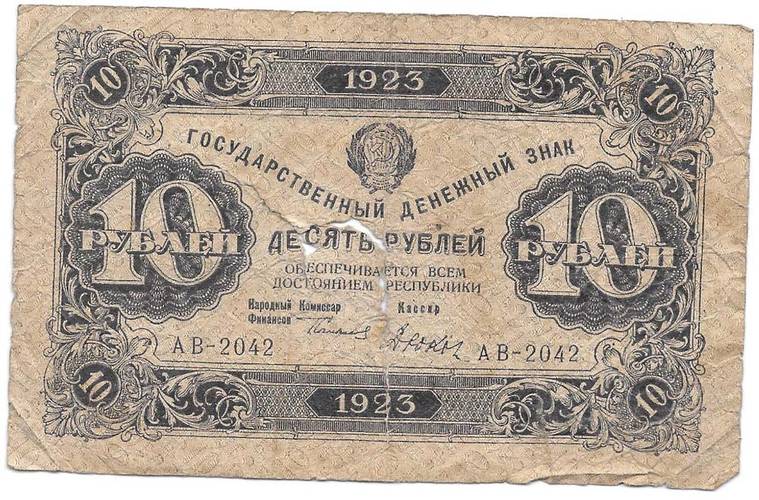 1923
10
10
ГОСУДАРСТВЕННЫЙ ДЕНЕЖНЫЙ ЗНАК
10
РУБЛЕЙ
ДЕСЯТЬ РУБЛЕЙ
10
РУБЛЕЙ
ОБЕСПЕЧИВАЕТСЯ ВСЕМ
ДОСТОЯНИЕМ РЕСПУБЛИКИ
Народный Комиссар
Финансов
Кассир
АВ-2042
АВ-2042
10
10
1923